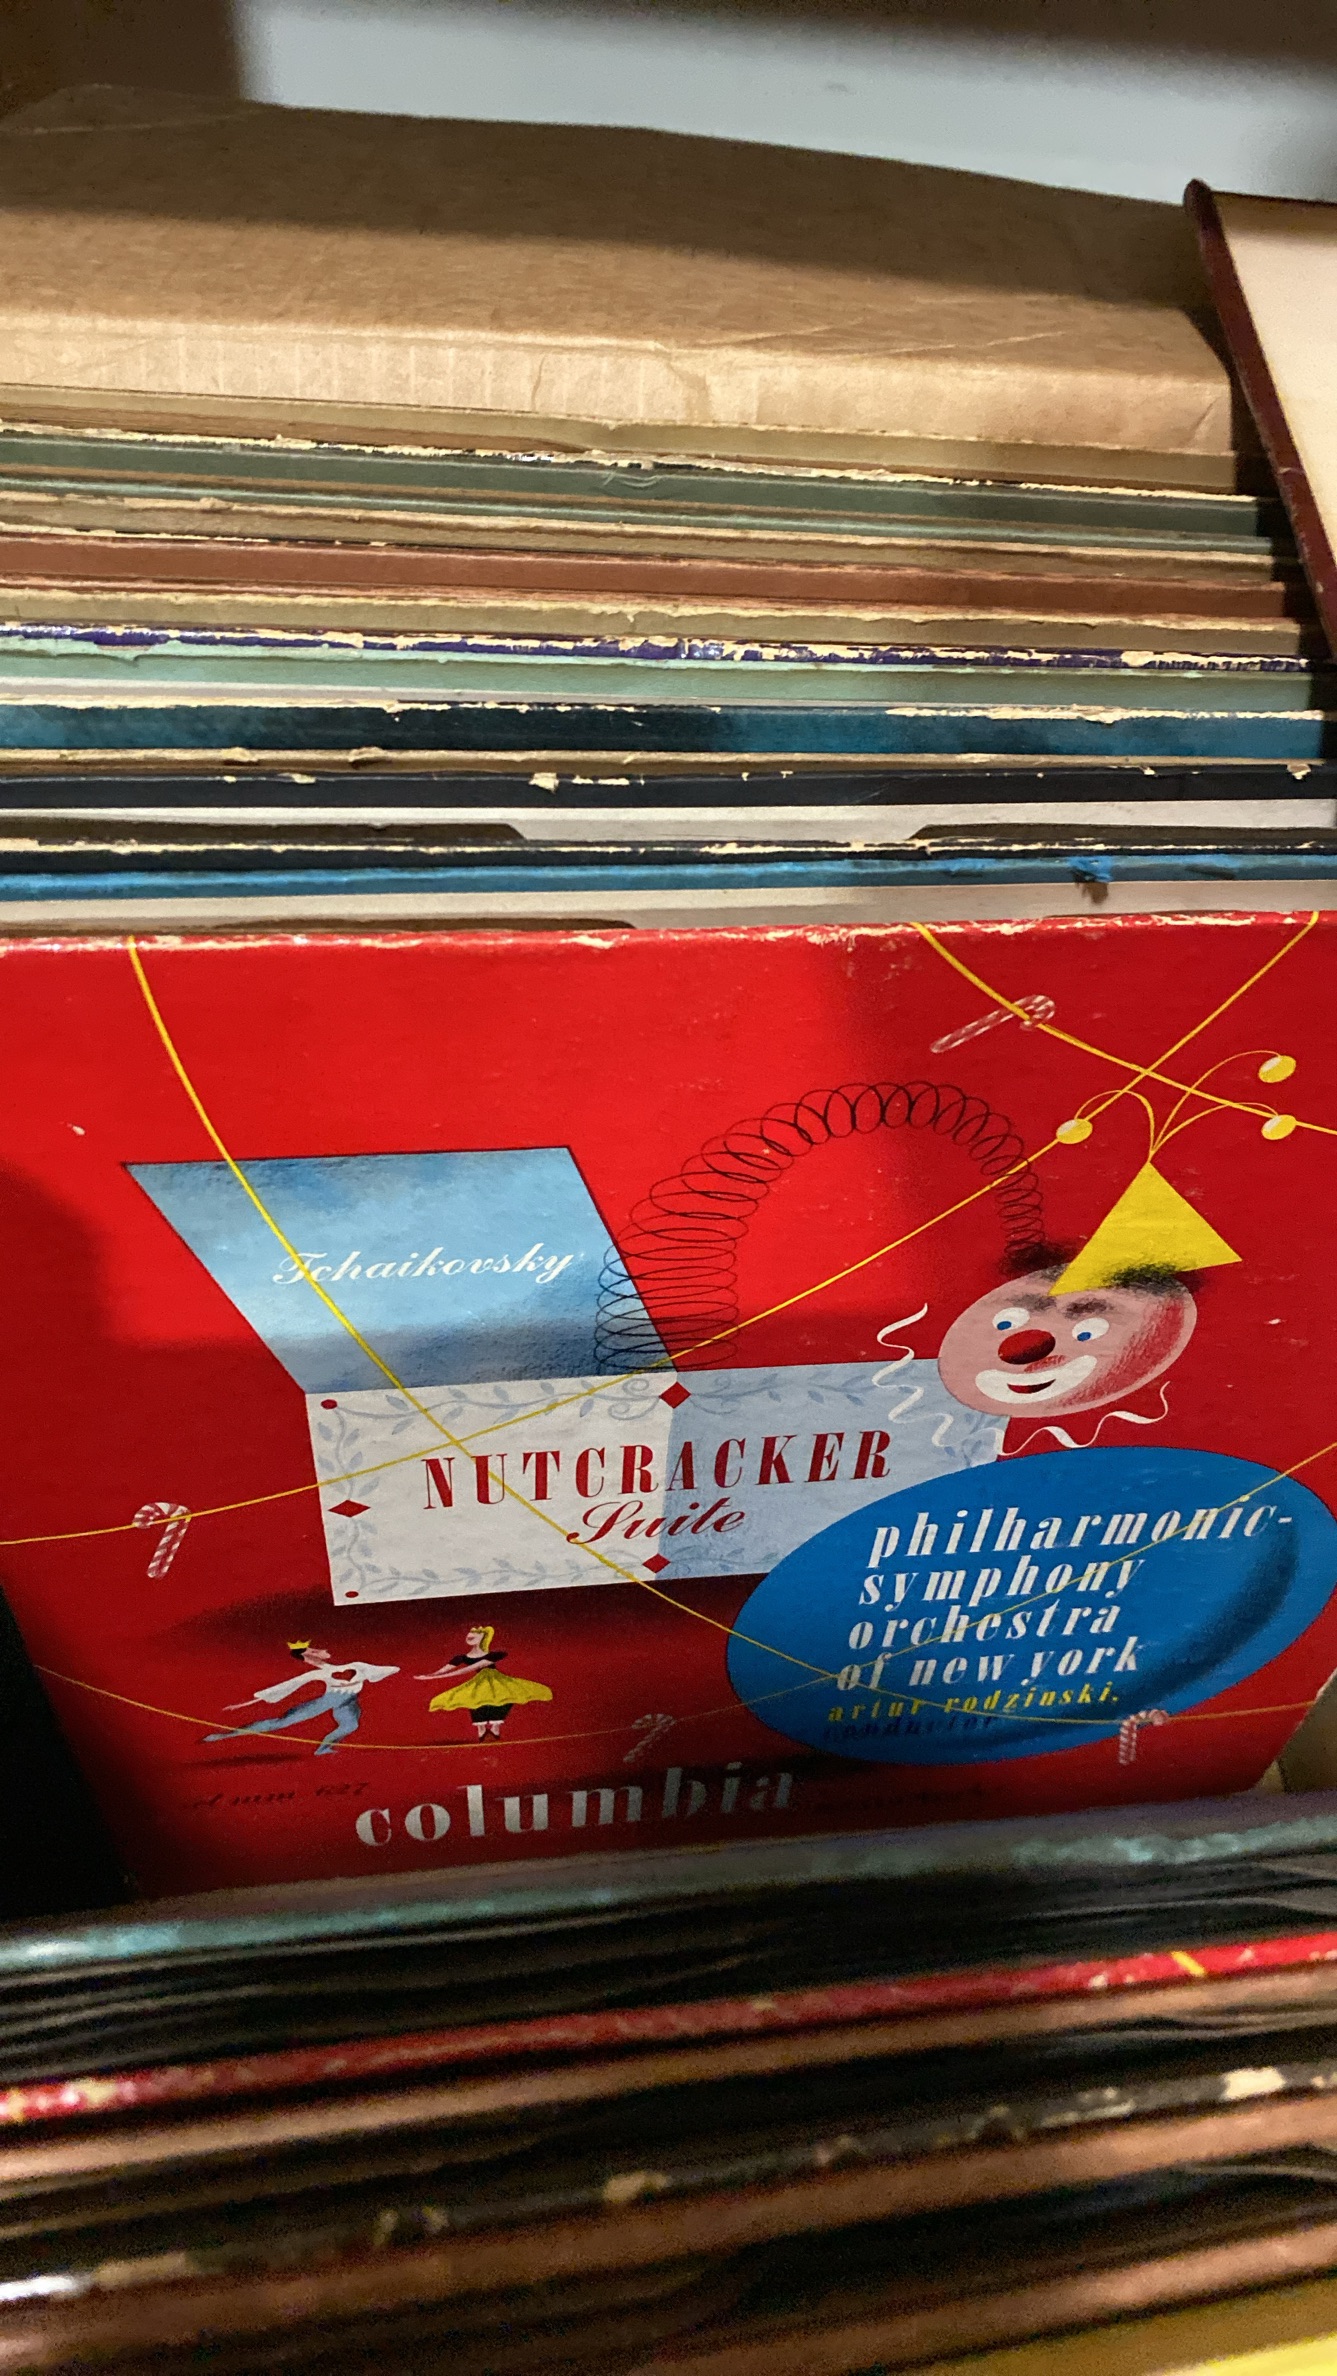 Tchaikovsky
NUTCRACKER
Suite
philharmonic-
symphony
orchestra
of new york
artur rodzinski,
conductor
columbia